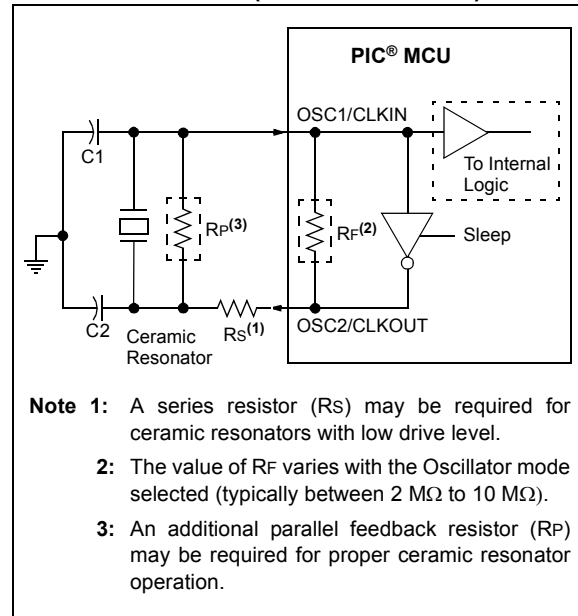 PIC® MCU
OSC1/CLKIN
C1
To Internal
Logic
RP(3)
RF(2)
Sleep
C2
Ceramic
Resonator
RS(1)
OSC2/CLKOUT
Note 1: A series resistor (RS) may be required for
ceramic resonators with low drive level.
2: The value of RF varies with the Oscillator mode
selected (typically between 2 MΩ to 10 MΩ).
3: An additional parallel feedback resistor (RP)
may be required for proper ceramic resonator
operation.